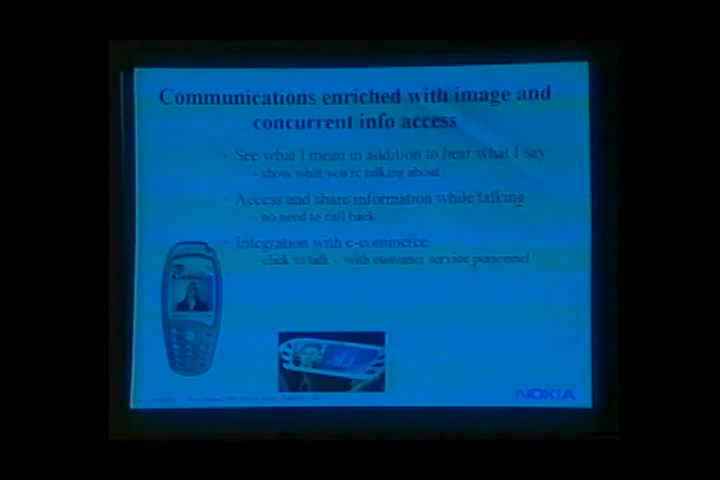 Communications enriched with image and
concurrent info access
• See what I mean in addition to hear what I say
- show what you're talking about
• Access and share information while talking
- no need to call back
• Integration with e-commerce
- click to talk - with customer service personnel
NOKIA